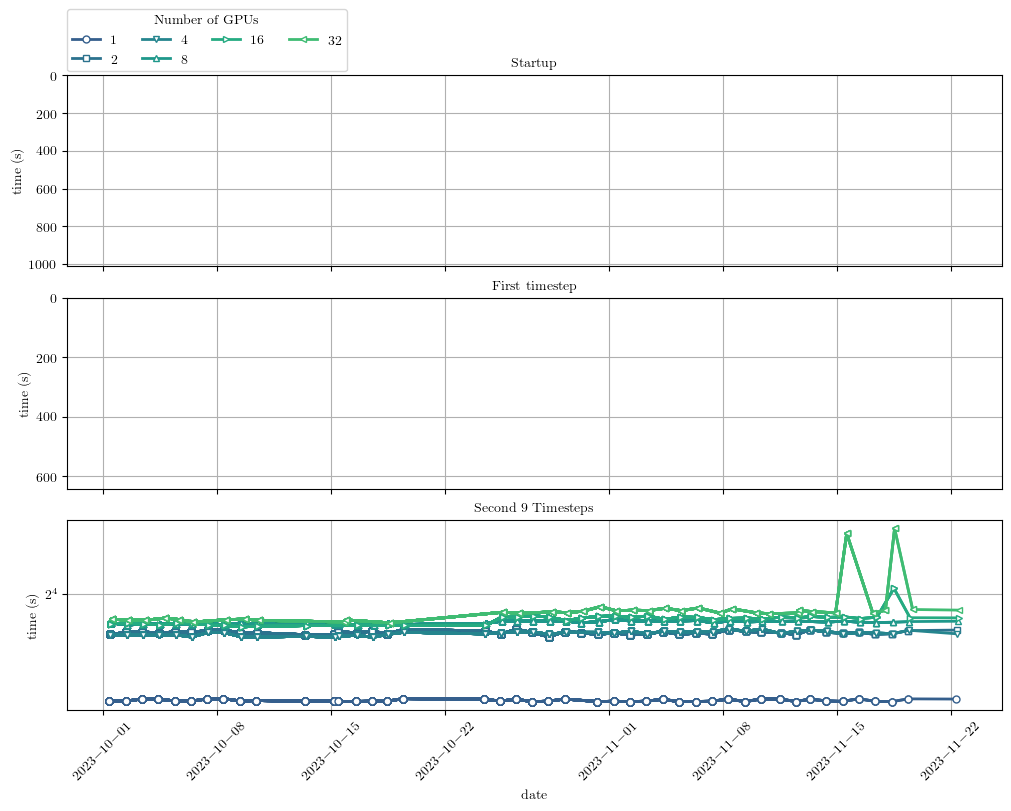 Number of GPUs
1 4 16 32
2 8
Startup
0
200
400
600
800
1000
time (s)
First timestep
0
200
400
600
time (s)
Second 9 Timesteps
2⁴
time (s)
2023−10−01 2023−10−08 2023−10−15 2023−10−22 2023−11−01 2023−11−08 2023−11−15 2023−11−22
date